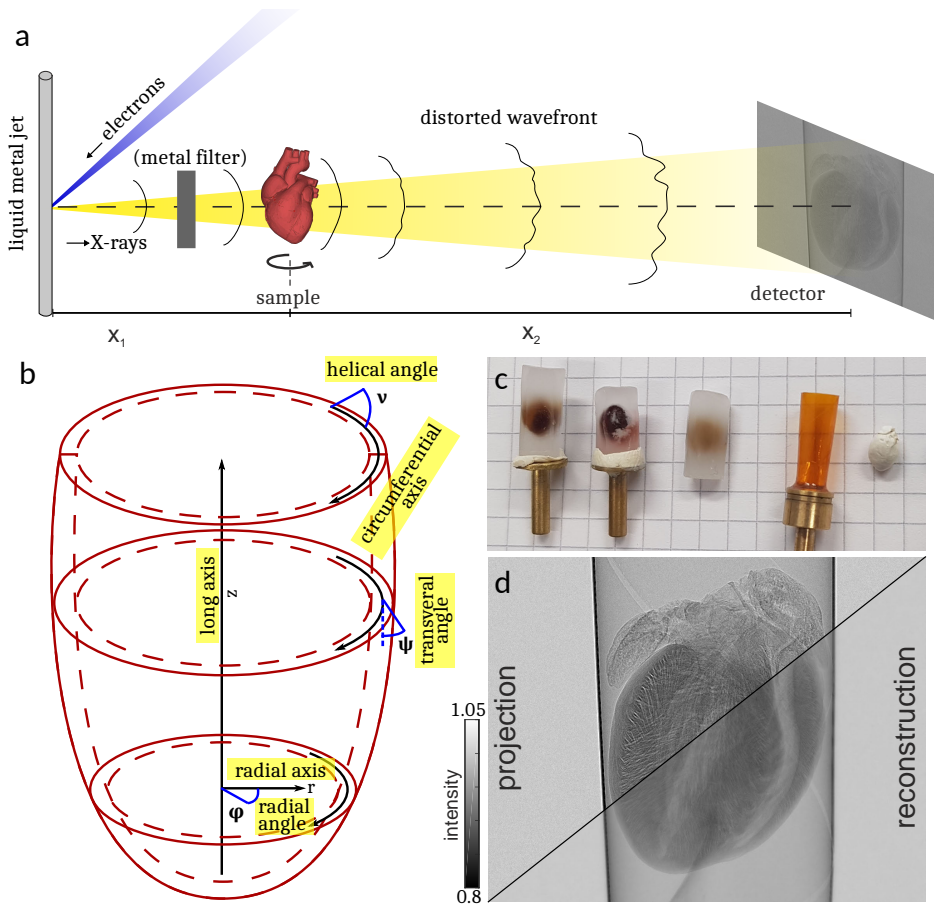 a
liquid metal jet
electrons
(metal filter)
distorted wavefront
X-rays
sample
detector
x1
x2
b
helical angle
ν
circumferential
axis
long axis
z
transveral
angle
ψ
radial axis
r
φ
radial
angle
c
d
projection
reconstruction
1.05
intensity
0.8